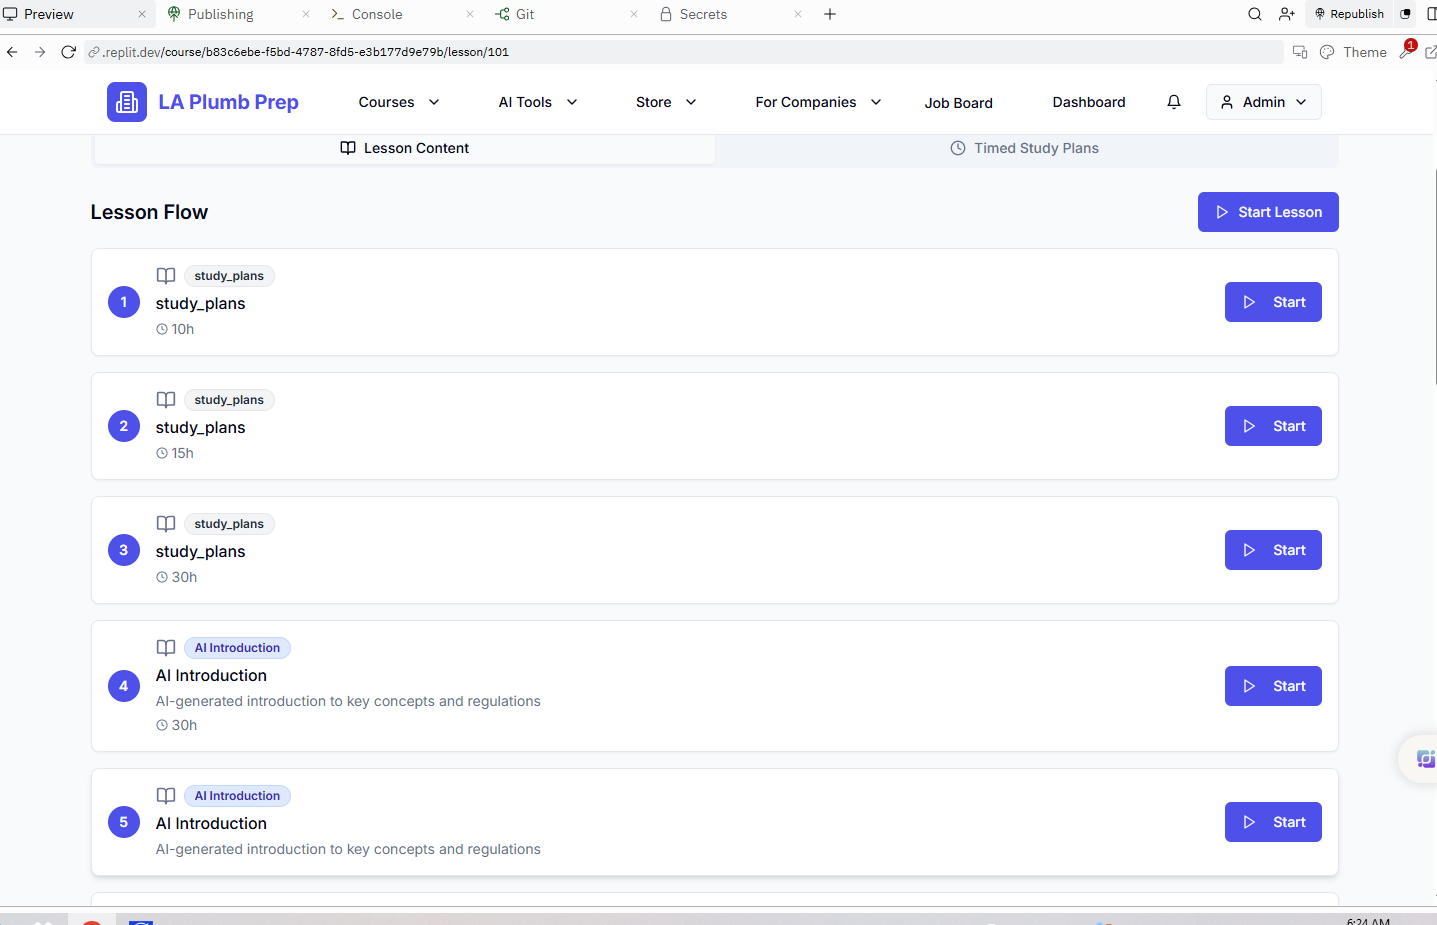 Preview
Publishing
Console
Git
Secrets
Republish
.replit.dev/course/b83c6ebe-f5bd-4787-8fd5-e3b177d9e79b/lesson/101
Theme
1
LA Plumb Prep
Courses
AI Tools
Store
For Companies
Job Board
Dashboard
Admin
Lesson Content
Timed Study Plans
Lesson Flow
Start Lesson
1
study_plans
study_plans
10h
Start
2
study_plans
study_plans
15h
Start
3
study_plans
study_plans
30h
Start
4
AI Introduction
AI Introduction
AI-generated introduction to key concepts and regulations
30h
Start
5
AI Introduction
AI Introduction
AI-generated introduction to key concepts and regulations
Start
6:24 AM